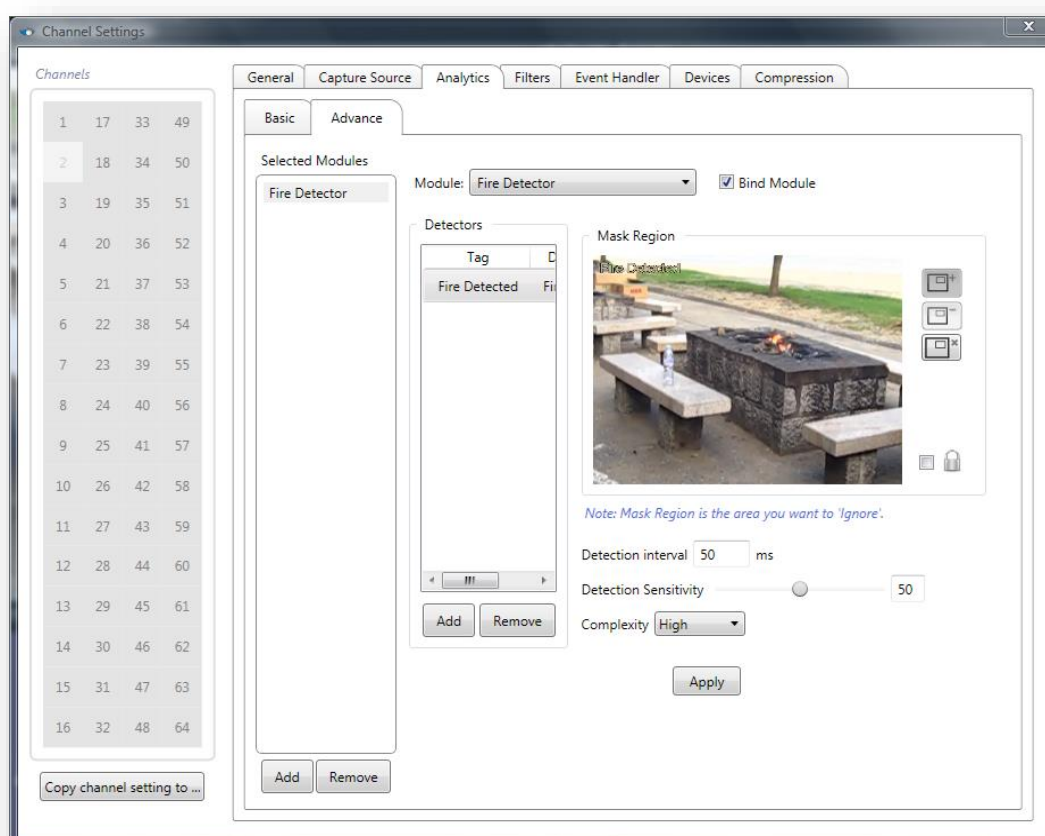 Channel Settings
Channels
General Capture Source Analytics Filters Event Handler Devices Compression
Basic Advance
1 17 33 49
2 18 34 50
3 19 35 51
4 20 36 52
5 21 37 53
6 22 38 54
7 23 39 55
8 24 40 56
9 25 41 57
10 26 42 58
11 27 43 59
12 28 44 60
13 29 45 61
14 30 46 62
15 31 47 63
16 32 48 64
Copy channel setting to ...
Selected Modules
Fire Detector
Add Remove
Module: Fire Detector Bind Module
Detectors
Tag D
Fire Detected Fi
Add Remove
Mask Region
Fire Detected
Note: Mask Region is the area you want to 'Ignore'.
Detection interval 50 ms
Detection Sensitivity 50
Complexity High
Apply